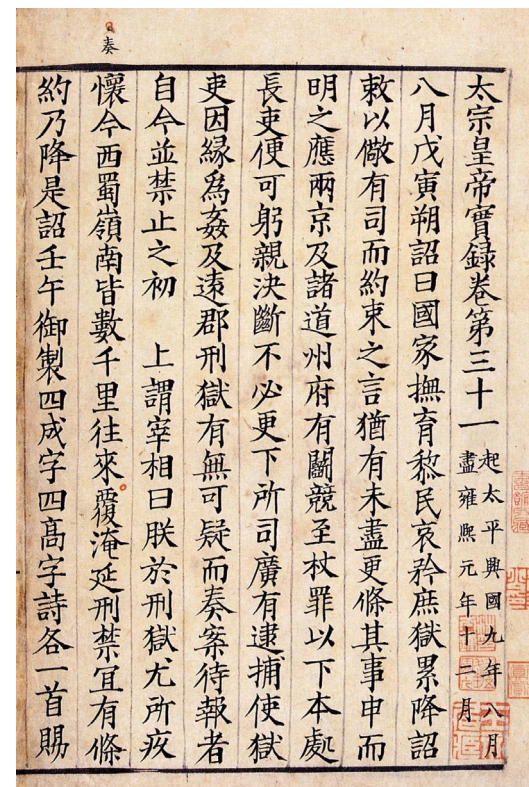 太宗皇帝實録卷第三十一 起太平興國九年八月盡雍熈元年十二月
八月戊寅朔詔曰國家撫育黎民哀矜庶獄累降詔
敕以儆有司而約束之言猶有未盡更條其事申而
明之應兩京及諸道州府有鬭競至杖罪以下本處
長吏便可躬親決斷不必更下所司廣有逮捕使獄
吏因緣為姦及遠郡刑獄有無可疑而奏案待報者
自今並禁止之初 上謂宰相曰朕於刑獄尤所疚
懷今西蜀嶺南皆數千里往來覆淹延刑禁宜有條
約乃降是詔壬午御製四成字四高字詩各一首賜
奏